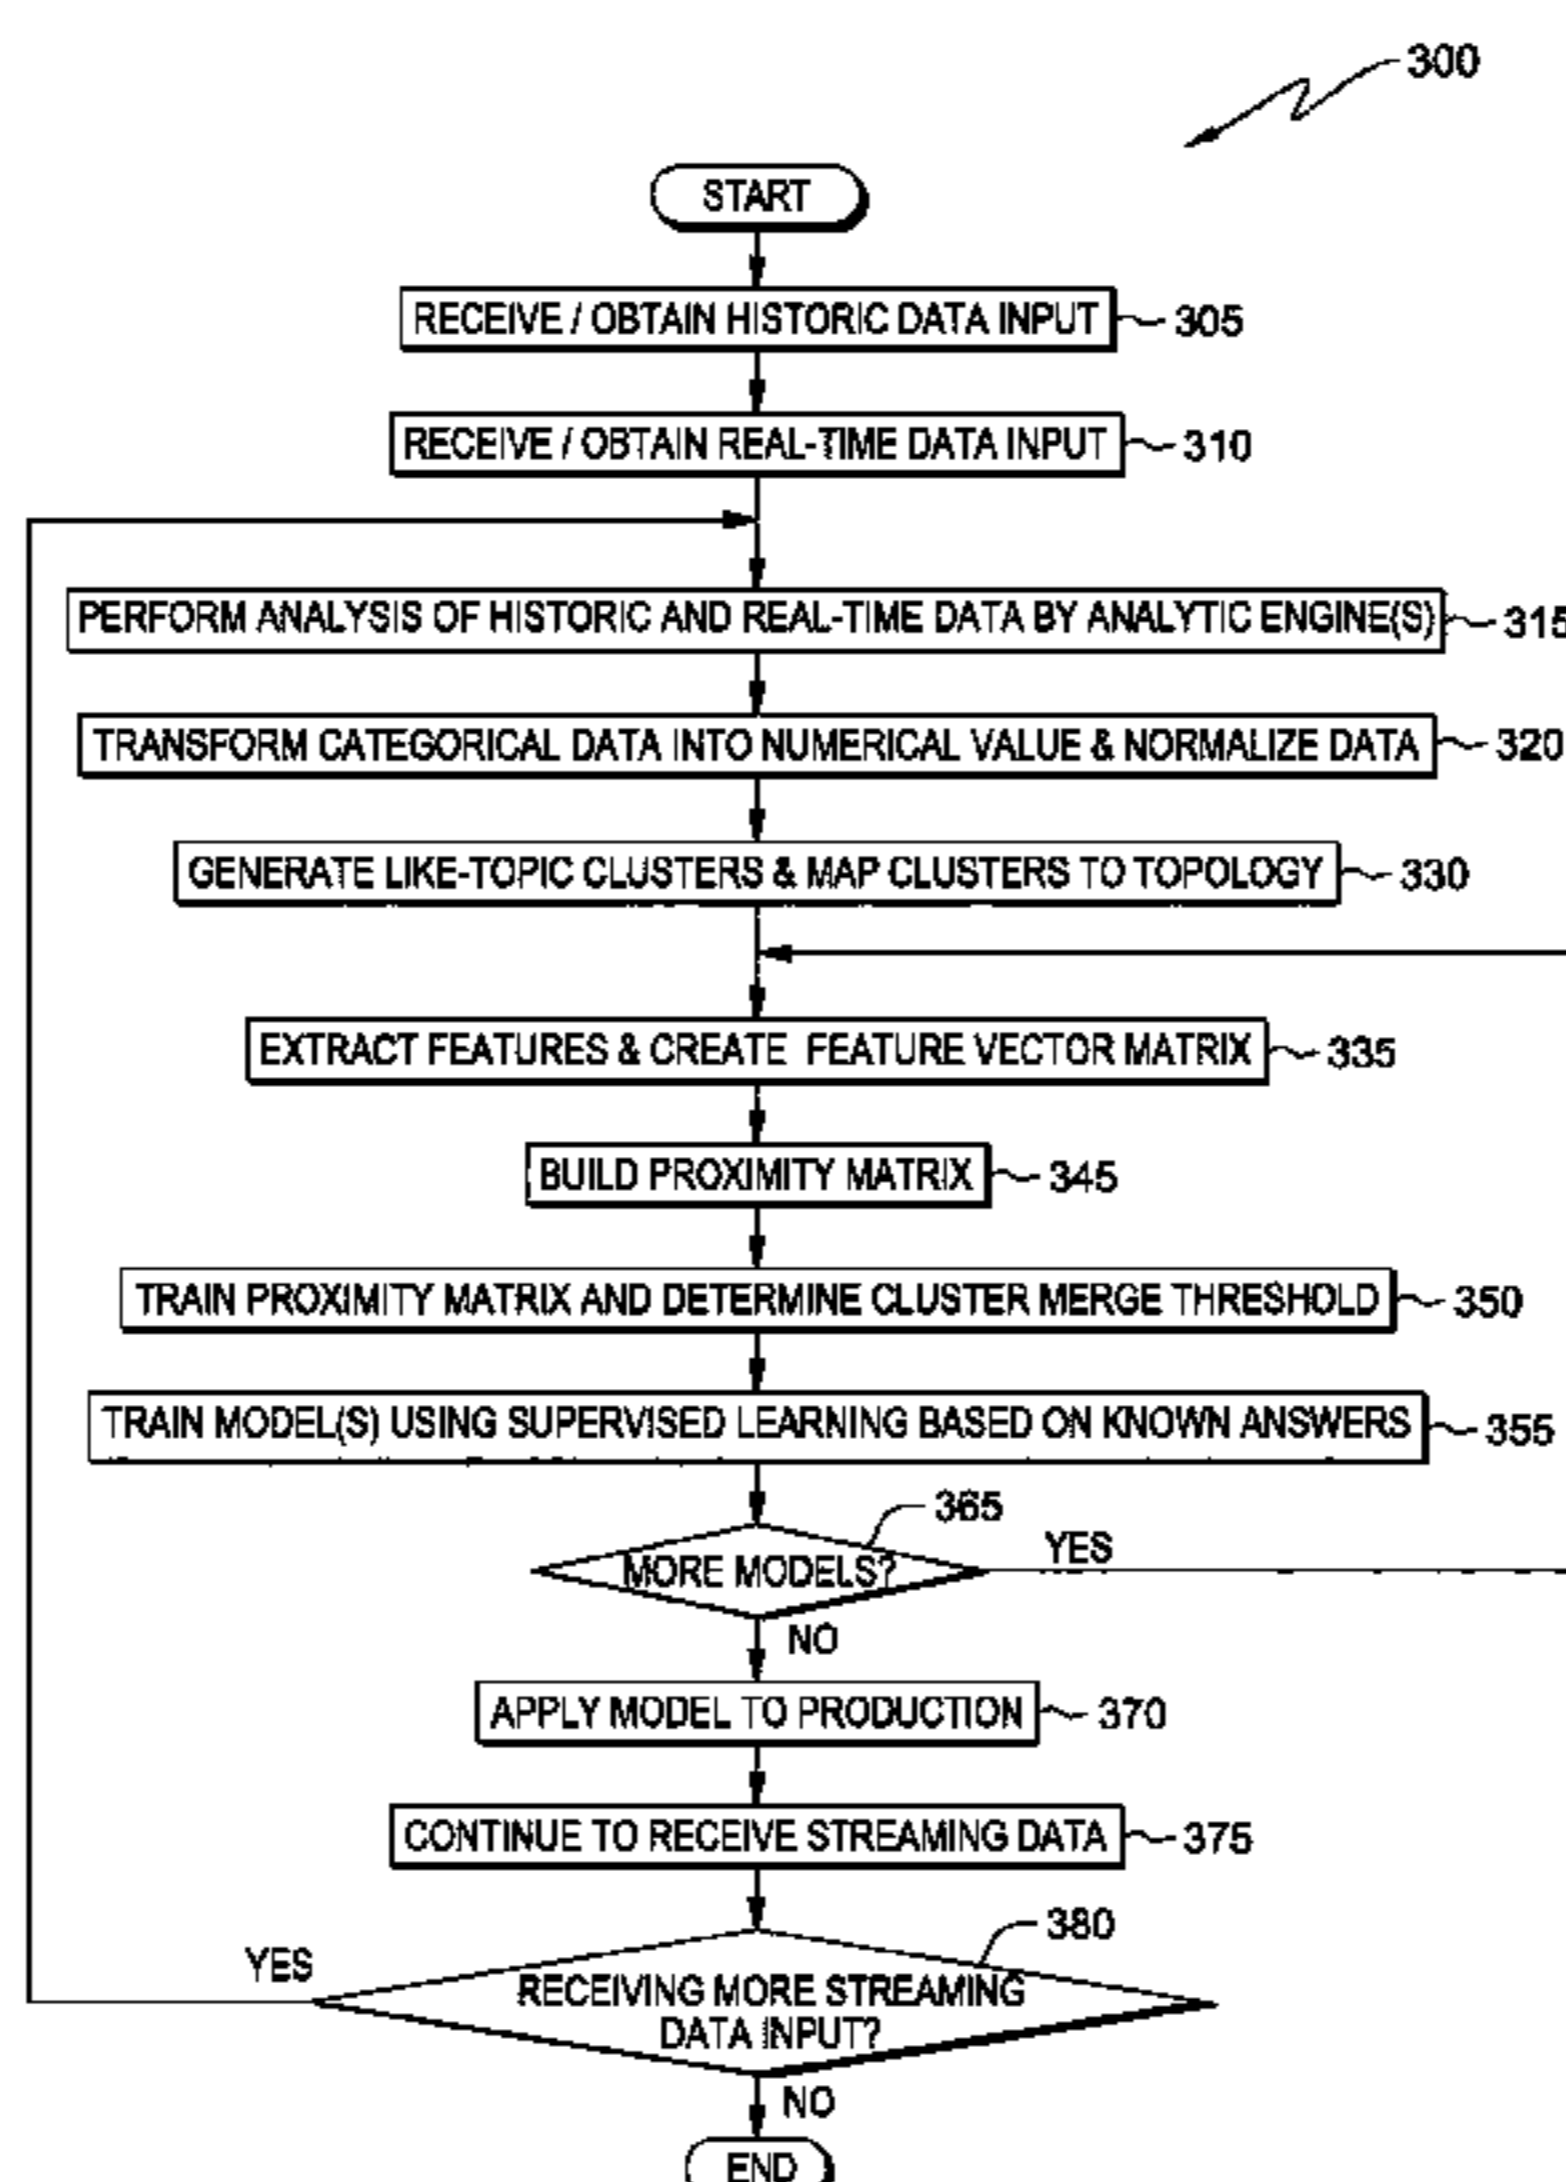 300
START
RECEIVE / OBTAIN HISTORIC DATA INPUT
305
RECEIVE / OBTAIN REAL-TIME DATA INPUT
310
PERFORM ANALYSIS OF HISTORIC AND REAL-TIME DATA BY ANALYTIC ENGINE(S)
315
TRANSFORM CATEGORICAL DATA INTO NUMERICAL VALUE & NORMALIZE DATA
320
GENERATE LIKE-TOPIC CLUSTERS & MAP CLUSTERS TO TOPOLOGY
330
EXTRACT FEATURES & CREATE FEATURE VECTOR MATRIX
335
BUILD PROXIMITY MATRIX
345
TRAIN PROXIMITY MATRIX AND DETERMINE CLUSTER MERGE THRESHOLD
350
TRAIN MODEL(S) USING SUPERVISED LEARNING BASED ON KNOWN ANSWERS
355
365
MORE MODELS?
YES
NO
APPLY MODEL TO PRODUCTION
370
CONTINUE TO RECEIVE STREAMING DATA
375
380
YES
RECEIVING MORE STREAMING
DATA INPUT?
NO
END